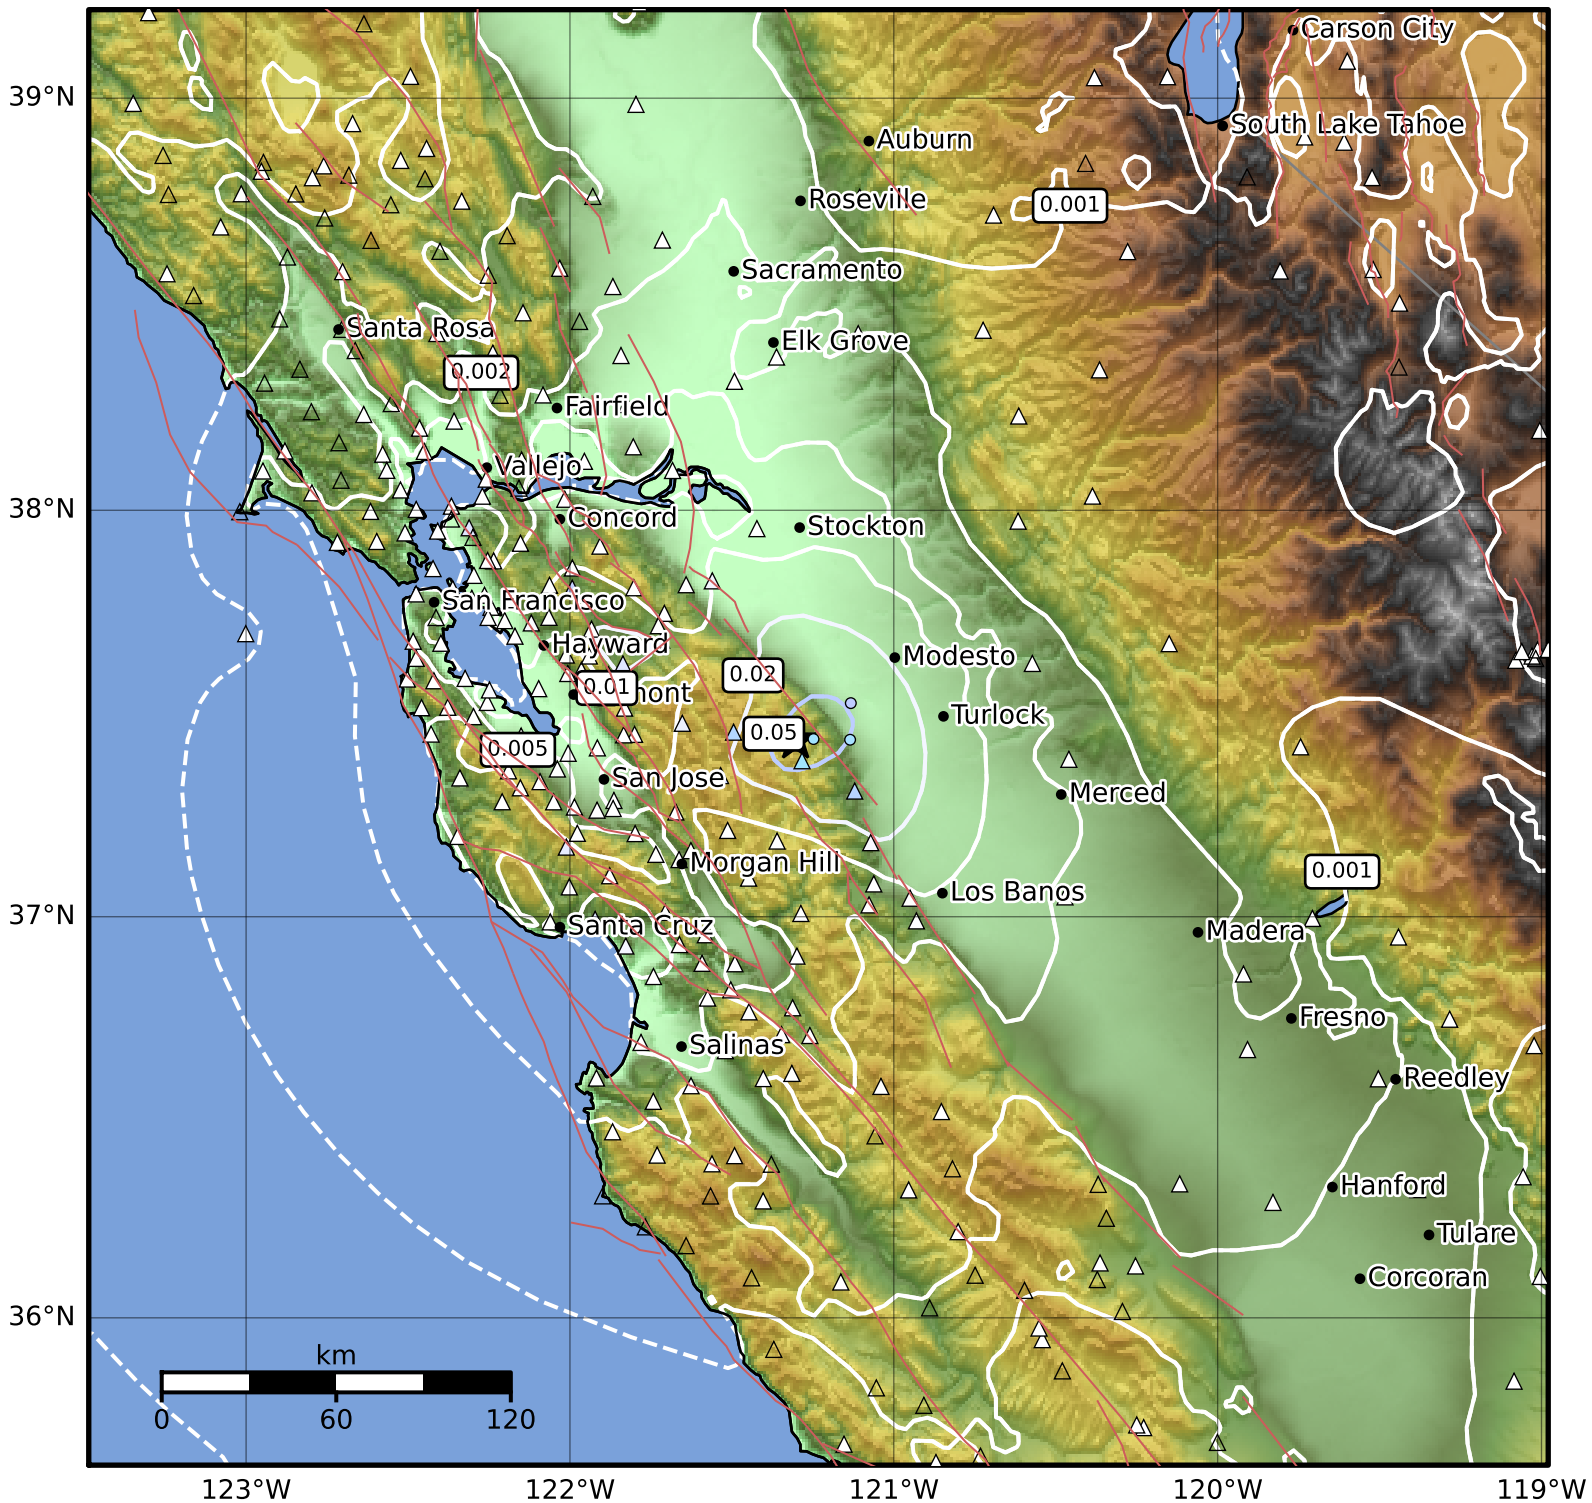 Carson City
39°N
South Lake Tahoe
Auburn
Roseville
0.001
Sacramento
Santa Rosa
Elk Grove
0.002
Fairfield
Vallejo
38°N
Concord
Stockton
San Francisco
Hayward
Modesto
0.02
0.01
mont
Turlock
0.05
0.005
San Jose
Merced
Morgan Hill
0.001
Los Banos
37°N
Santa Cruz
Madera
Fresno
Salinas
Reedley
Hanford
Tulare
Corcoran
36°N
km
0 60 120
123°W 122°W 121°W 120°W 119°W